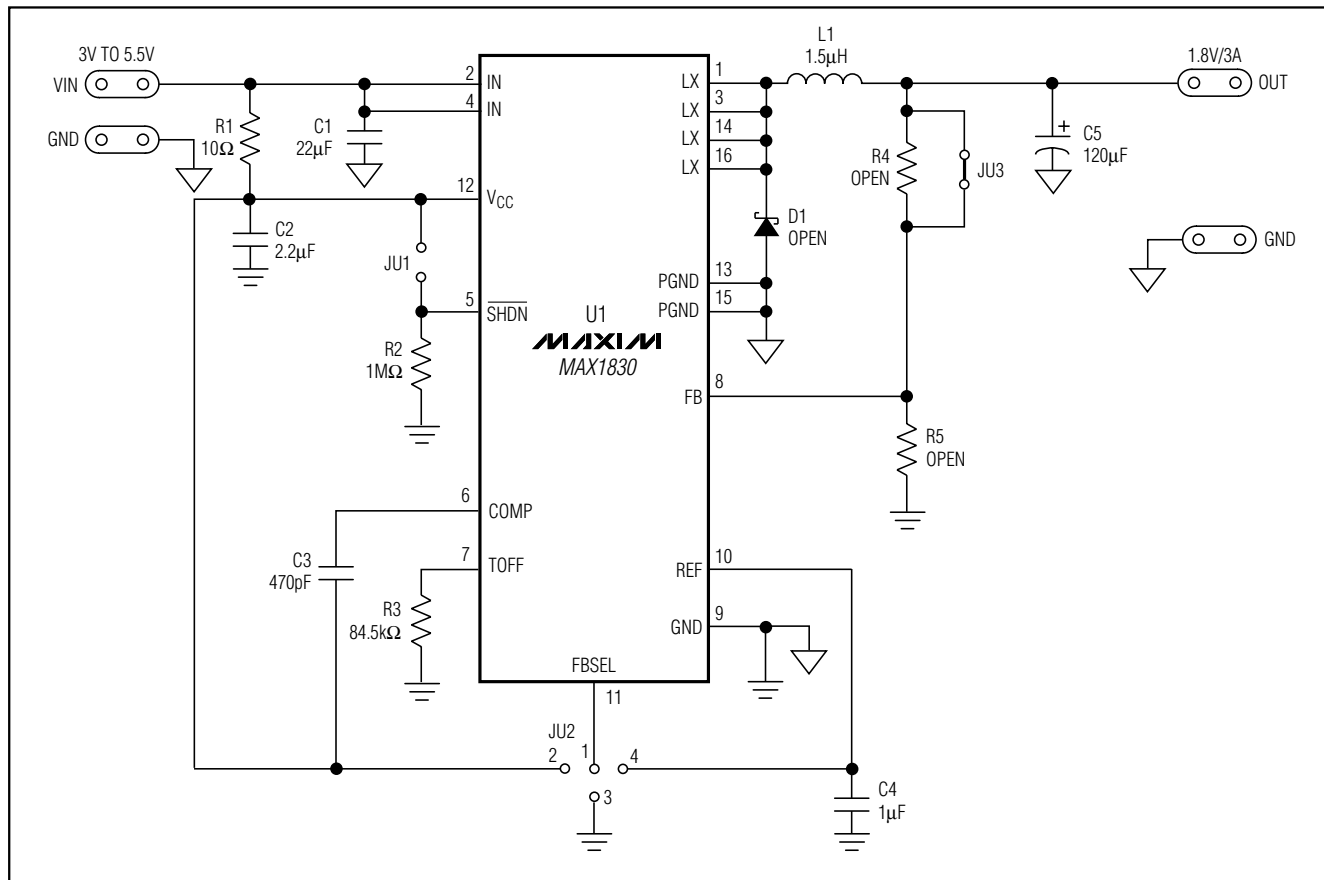 3V TO 5.5V
VIN
GND
R1
10Ω
C1
22µF
C2
2.2µF
JU1
R2
1MΩ
C3
470pF
R3
84.5kΩ
2
IN
4
IN
12
VCC
5
SHDN
6
COMP
7
TOFF
U1
MAXIM
MAX1830
1
LX
3
LX
14
LX
16
LX
13
PGND
15
PGND
8
FB
10
REF
9
GND
FBSEL
11
JU2
2
1
4
3
L1
1.5µH
D1
OPEN
R4
OPEN
JU3
C5
+
120µF
1.8V/3A
OUT
GND
R5
OPEN
C4
1µF